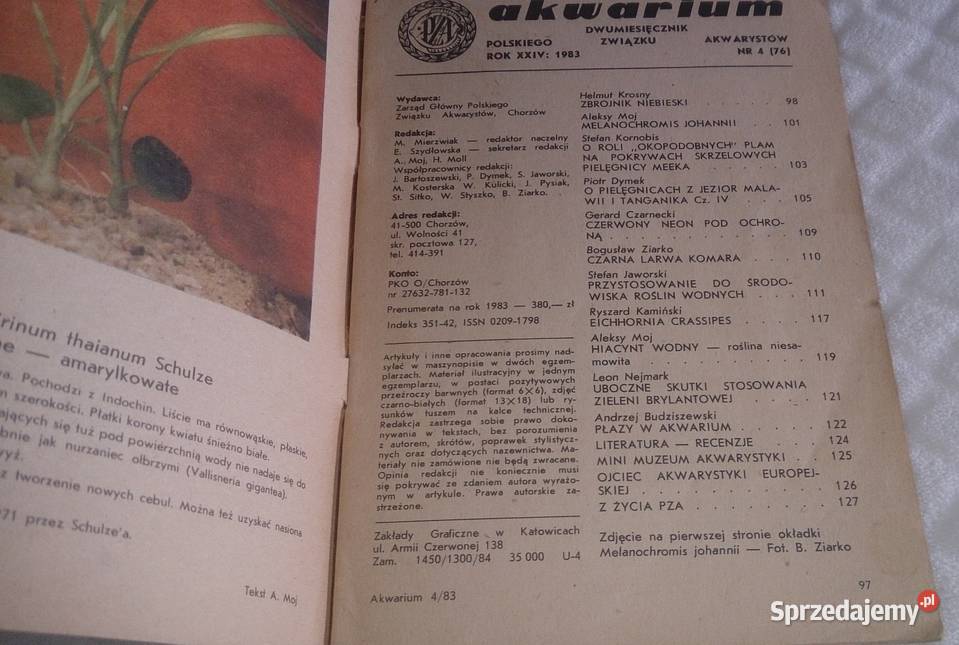 rinum thaianum Schulze
ne — amarylkowate
wa. Pochodzi z Indochin. Liście ma równowąskie, płaskie,
m szerokości. Płatki korony kwiatu śnieżno białe.
ających się tuż pod powierzchnią wody nie nadaje się do
obnie jak nurzaniec olbrzymi (Vallisneria gigantea).
ryż.
z tworzenie nowych cebul. Można też uzyskać nasiona
971 przez Schulze'a.
Tekst A. Moj
PZA
akwarium
DWUMIESIĘCZNIK
POLSKIEGO ZWIĄZKU AKWARYSTÓW
ROK XXIV: 1983 NR 4 (76)
Wydawca:
Zarząd Główny Polskiego
Związku Akwarystów, Chorzów
Redakcja:
M. Mierzwiak — redaktor naczelny
E. Szydłowska — sekretarz redakcji
A. Moj, H. Moll
Współpracownicy redakcji:
J. Bartoszewski, P. Dymek, S. Jaworski,
M. Kosterska W. Kulicki, J. Pysiak,
St. Sitko, W. Styszko, B. Ziarko.
Adres redakcji:
41-500 Chorzów,
ul. Wolności 41
skr. pocztowa 127,
tel. 414-391
Konto:
PKO O/Chorzów
nr 27632-781-132
Prenumerata na rok 1983 — 380,— zł
Indeks 351-42, ISSN 0209-1798
Artykuły i inne opracowania prosimy nad-
syłać w maszynopisie w dwóch egzem-
plarzach. Materiał ilustracyjny w jednym
egzemplarzu, w postaci pozytywowych
przeźroczy barwnych (format 6×6), zdjęć
czarno-białych (format 13×18) lub ry-
sunków tuszem na kalce technicznej.
Redakcja zastrzega sobie prawo doko-
nywania w tekstach, bez porozumienia
z autorem, skrótów, poprawek stylistycz-
nych oraz dotyczących nazewnictwa. Ma-
teriały nie zamówione nie będą zwracane.
Opinia redakcji nie koniecznie musi
się pokrywać ze zdaniem autora wyrażo-
nym w artykule. Prawa autorskie za-
strzeżone.
Zakłady Graficzne w Katowicach
ul. Armii Czerwonej 138
Zam. 1450/1300/84 35 000 U-4
Akwarium 4/83
Helmut Krosny
ZBROJNIK NIEBIESKI . . . . . . 98
Aleksy Moj
MELANOCHROMIS JOHANNII . . 101
Stefan Kornobis
O ROLI „OKOPODOBNYCH" PLAM
NA POKRYWACH SKRZELOWYCH
PIELĘGNICY MEEKA . . . . . 103
Piotr Dymek
O PIELĘGNICACH Z JEZIOR MALA-
WII I TANGANIKA Cz. IV . . . . 105
Gerard Czarnecki
CZERWONY NEON POD OCHRO-
NĄ . . . . . . . . . . . . 109
Bogusław Ziarko
CZARNA LARWA KOMARA . . . 110
Stefan Jaworski
PRZYSTOSOWANIE DO ŚRODO-
WISKA ROŚLIN WODNYCH . . . 111
Ryszard Kamiński
EICHHORNIA CRASSIPES . . . . 117
Aleksy Moj
HIACYNT WODNY — roślina niesa-
mowita . . . . . . . . . . 119
Leon Nejmark
UBOCZNE SKUTKI STOSOWANIA
ZIELENI BRYLANTOWEJ . . . . 121
Andrzej Budziszewski
PŁAZY W AKWARIUM . . . . . 122
LITERATURA — RECENZJE . . . 124
MINI MUZEUM AKWARYSTYKI . . 125
OJCIEC AKWARYSTYKI EUROPEJ-
SKIEJ . . . . . . . . . . . 126
Z ŻYCIA PZA . . . . . . . . 127
Zdjęcie na pierwszej stronie okładki
Melanochromis johannii — Fot. B. Ziarko
97
Sprzedajemy.pl